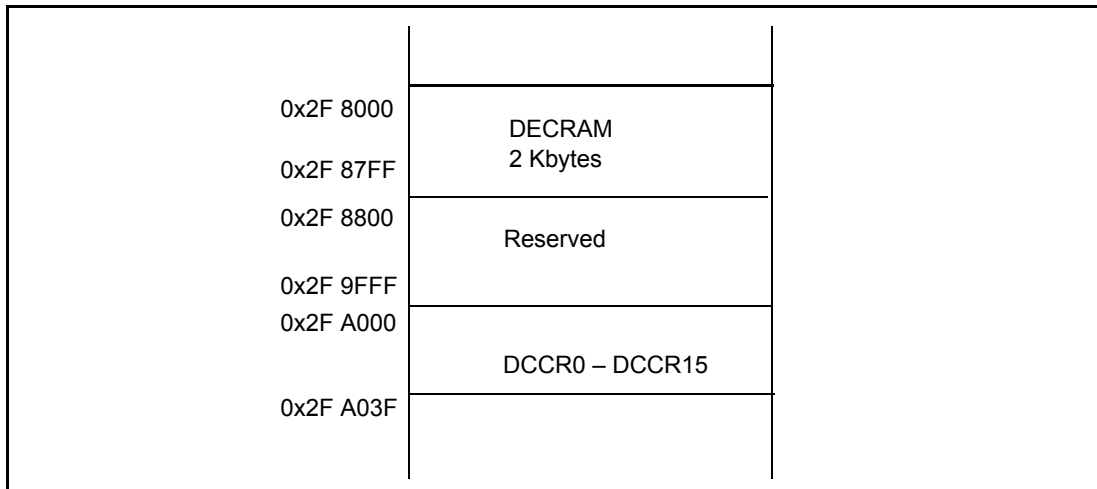 0x2F 8000
DECRAM
2 Kbytes
0x2F 87FF
0x2F 8800
Reserved
0x2F 9FFF
0x2F A000
DCCR0 – DCCR15
0x2F A03F